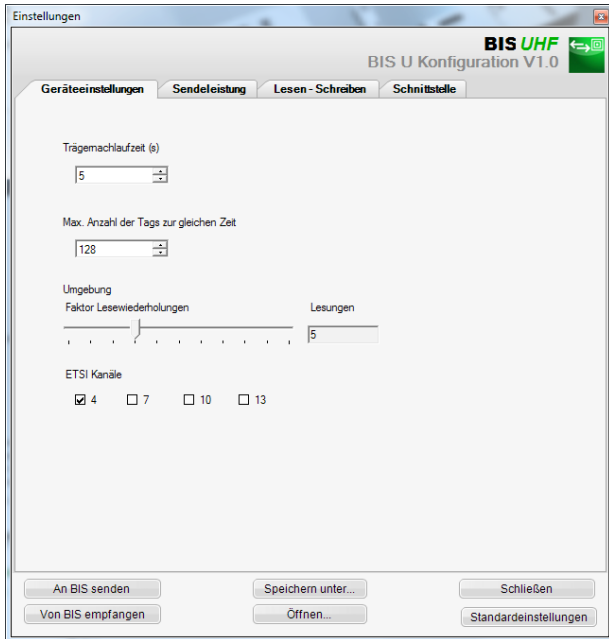 Einstellungen
BIS UHF
BIS U Konfiguration V1.0
Geräteeinstellungen Sendeleistung Lesen - Schreiben Schnittstelle
Trägernachlaufzeit (s)
5
Max. Anzahl der Tags zur gleichen Zeit
128
Umgebung
Faktor Lesewiederholungen Lesungen
5
ETSI Kanäle
4 7 10 13
An BIS senden Speichern unter... Schließen
Von BIS empfangen Öffnen... Standardeinstellungen